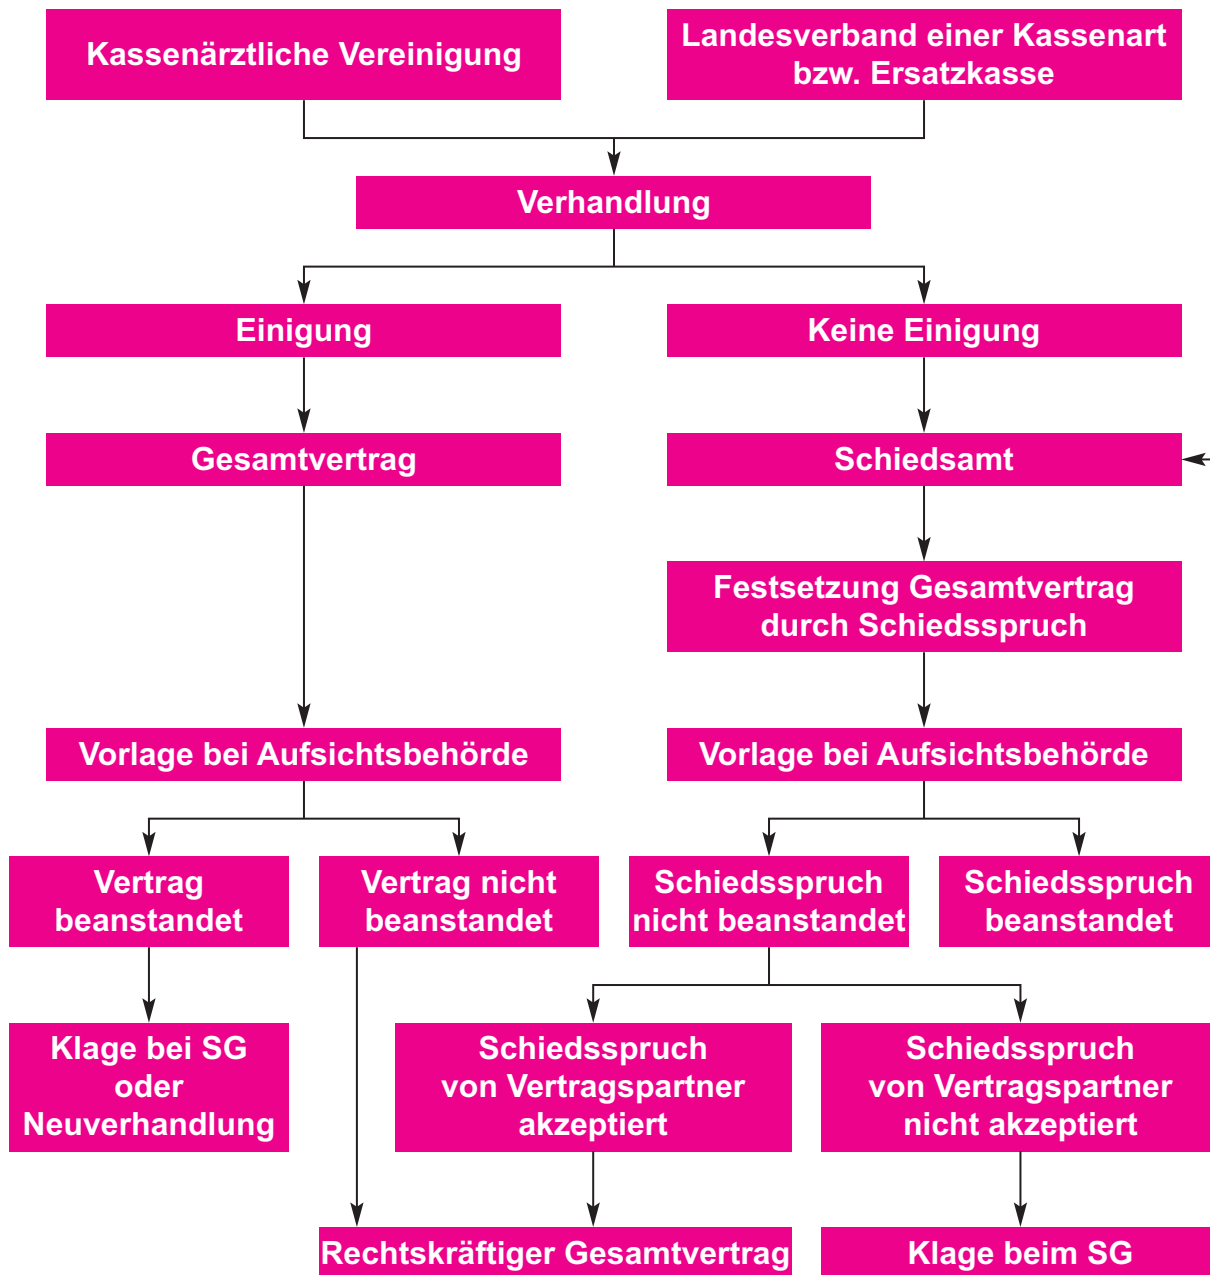 Kassenärztliche Vereinigung
Landesverband einer Kassenart
bzw. Ersatzkasse
Verhandlung
Einigung
Keine Einigung
Gesamtvertrag
Schiedsamt
Festsetzung Gesamtvertrag
durch Schiedsspruch
Vorlage bei Aufsichtsbehörde
Vorlage bei Aufsichtsbehörde
Vertrag
beanstandet
Vertrag nicht
beanstandet
Schiedsspruch
nicht beanstandet
Schiedsspruch
beanstandet
Klage bei SG
oder
Neuverhandlung
Schiedsspruch
von Vertragspartner
akzeptiert
Schiedsspruch
von Vertragspartner
nicht akzeptiert
Rechtskräftiger Gesamtvertrag
Klage beim SG